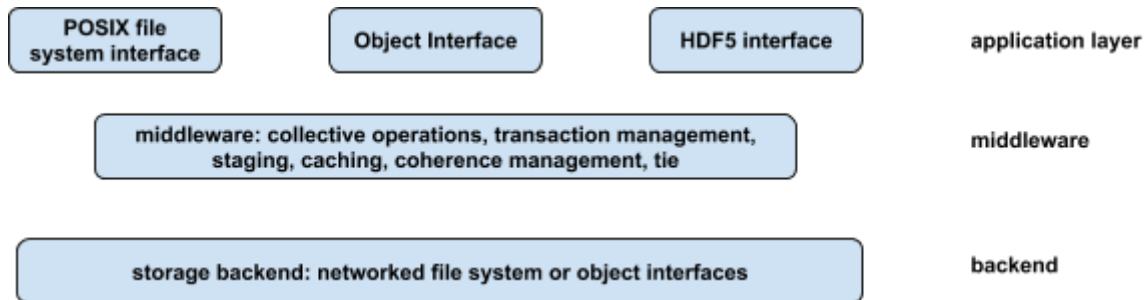 POSIX file
system interface
Object Interface
HDF5 interface
application layer
middleware: collective operations, transaction management,
staging, caching, coherence management, tie
middleware
storage backend: networked file system or object interfaces
backend